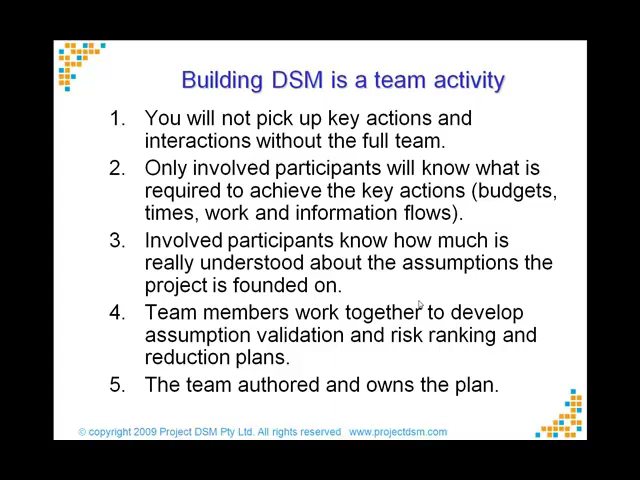 Building DSM is a team activity
1. You will not pick up key actions and
interactions without the full team.
2. Only involved participants will know what is
required to achieve the key actions (budgets,
times, work and information flows).
3. Involved participants know how much is
really understood about the assumptions the
project is founded on.
4. Team members work together to develop
assumption validation and risk ranking and
reduction plans.
5. The team authored and owns the plan.
© copyright 2009 Project DSM Pty Ltd. All rights reserved www.projectdsm.com